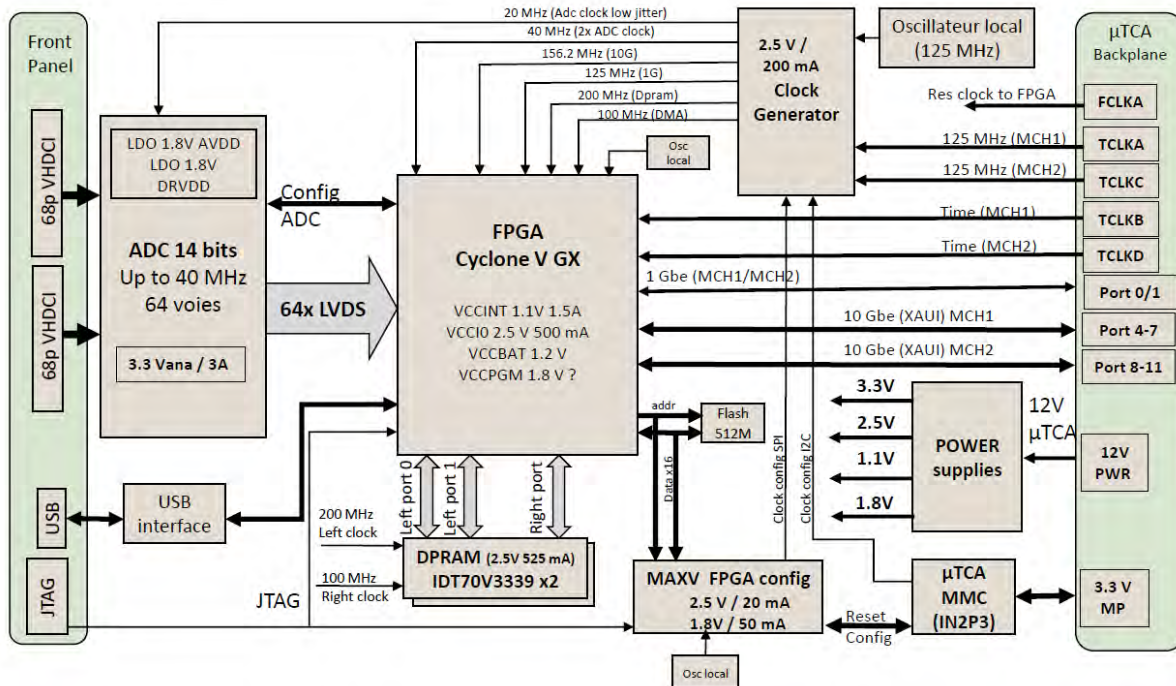 Front
Panel
68p VHDCI
68p VHDCI
USB
JTAG
LDO 1.8V AVDD
LDO 1.8V
DRVDD
ADC 14 bits
Up to 40 MHz
64 voies
3.3 Vana / 3A
Config
ADC
64x LVDS
20 MHz (Adc clock low jitter)
40 MHz (2x ADC clock)
156.2 MHz (10G)
125 MHz (1G)
200 MHz (Dpram)
100 MHz (DMA)
Osc
local
2.5 V /
200 mA
Clock
Generator
Oscillateur local
(125 MHz)
FPGA
Cyclone V GX
VCCINT 1.1V 1.5A
VCCI0 2.5 V 500 mA
VCCBAT 1.2 V
VCCPGM 1.8 V ?
µTCA
Backplane
Res clock to FPGA
FCLKA
125 MHz (MCH1)
TCLKA
125 MHz (MCH2)
TCLKC
Time (MCH1)
TCLKB
Time (MCH2)
TCLKD
1 Gbe (MCH1/MCH2)
Port 0/1
10 Gbe (XAUI) MCH1
Port 4-7
10 Gbe (XAUI) MCH2
Port 8-11
addr
Flash
512M
Data x16
Clock config SPI
Clock config I2C
3.3V
2.5V
1.1V
1.8V
POWER
supplies
12V
µTCA
12V
PWR
USB
interface
200 MHz
Left clock
100 MHz
Right clock
Left port 0
Left port 1
Right port
DPRAM (2.5V 525 mA)
IDT70V3339 x2
JTAG
MAXV FPGA config
2.5 V / 20 mA
1.8V / 50 mA
Osc local
Reset
Config
µTCA
MMC
(IN2P3)
3.3 V
MP